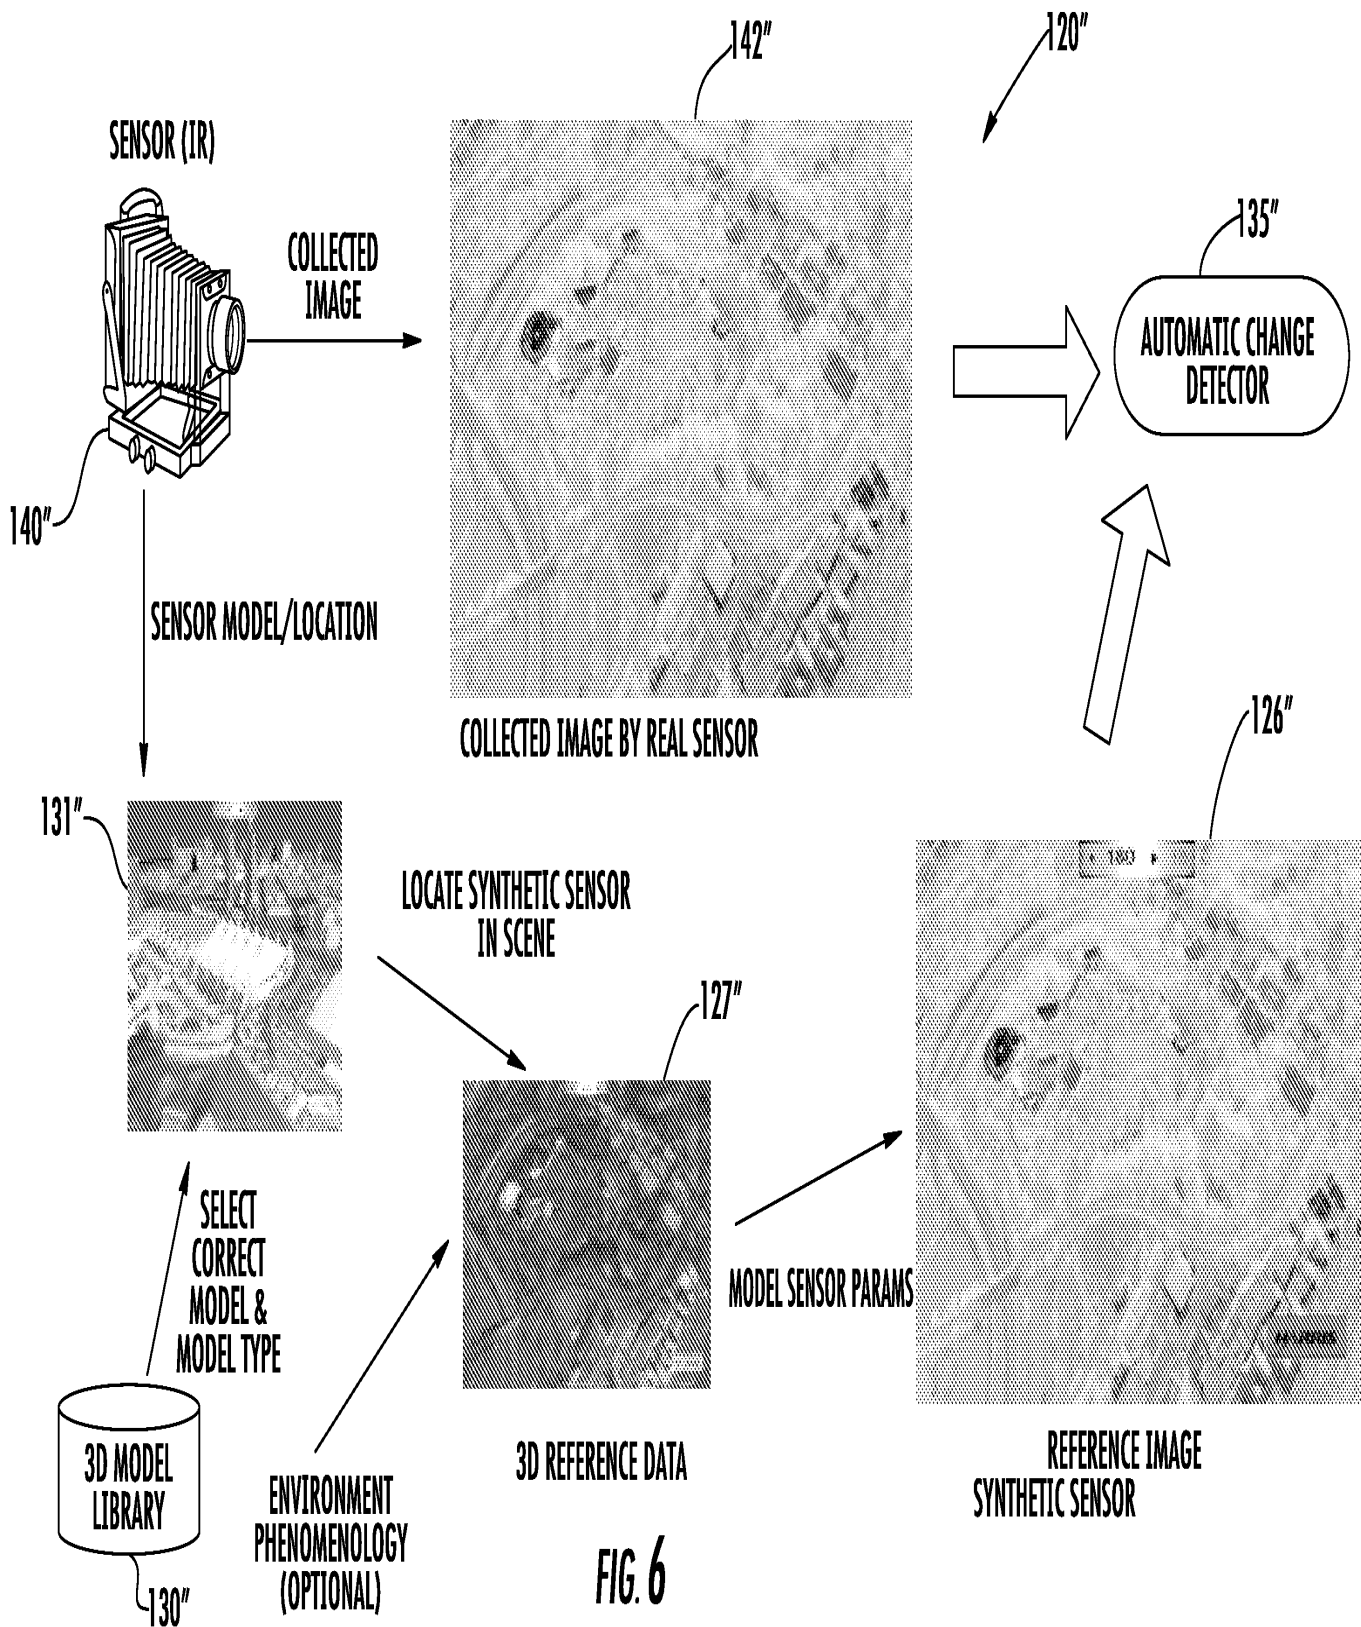 142"
120"
SENSOR (IR)
COLLECTED
IMAGE
135"
AUTOMATIC CHANGE
DETECTOR
140"
SENSOR MODEL/LOCATION
COLLECTED IMAGE BY REAL SENSOR
126"
131"
LOCATE SYNTHETIC SENSOR
IN SCENE
127"
SELECT
CORRECT
MODEL &
MODEL TYPE
MODEL SENSOR PARAMS
3D MODEL
LIBRARY
130"
ENVIRONMENT
PHENOMENOLOGY
(OPTIONAL)
3D REFERENCE DATA
REFERENCE IMAGE
SYNTHETIC SENSOR
FIG. 6